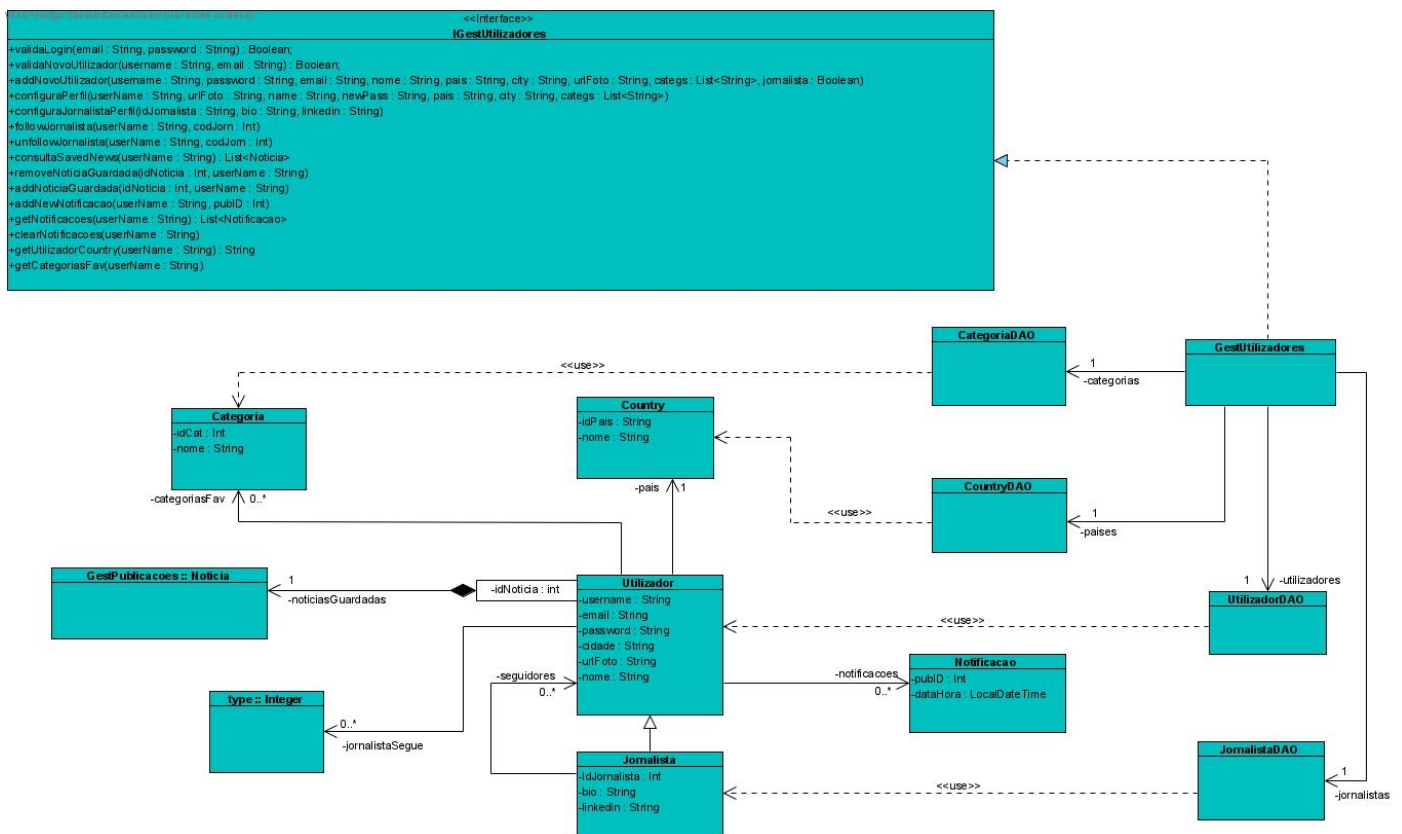 <<Interface>>
IGestUtilizadores
+validaLogin(email : String, password : String) : Boolean;
+validaNovoUtilizador(username : String, email : String) : Boolean;
+addNovoUtilizador(username : String, password : String, email : String, nome : String, pais : String, city : String, urlFoto : String, categs : List<String>, jornalista : Boolean)
+configuraPerfil(userName : String, urlFoto : String, name : String, newPass : String, pais : String, city : String, categs : List<String>)
+configuraJornalistaPerfil(idJornalista : String, bio : String, linkedin : String)
+followJornalista(userName : String, codJorn : Int)
+unfollowJornalista(userName : String, codJorn : Int)
+consultaSavedNews(userName : String) : List<Noticia>
+removeNoticiaGuardada(idNoticia : Int, userName : String)
+addNoticiaGuardada(idNoticia : Int, userName : String)
+addNewNotificacao(userName : String, pubID : Int)
+getNotificacoes(userName : String) : List<Notificacao>
+clearNotificacoes(userName : String)
+getUtilizadorCountry(userName : String) : String
+getCategoriasFav(userName : String)
CategoriaDAO
GestUtilizadores
1
-categorias
<<use>>
Categoria
-idCat : Int
-nome : String
Country
-idPais : String
-nome : String
-categoriasFav
0..*
-pais
1
CountryDAO
<<use>>
1
-paises
GestPublicacoes :: Noticia
1
-noticiasGuardadas
-idNoticia : int
Utilizador
-username : String
-email : String
-password : String
-cidade : String
-urlFoto : String
-nome : String
1
-utilizadores
UtilizadorDAO
<<use>>
Notificacao
-pubID : Int
-dataHora : LocalDateTime
-notificacoes
0..*
-seguidores
0..*
type :: Integer
0..*
-jornalistaSegue
Jornalista
-IdJornalista : Int
-bio : String
-linkedin : String
JornalistaDAO
<<use>>
1
-jornalistas